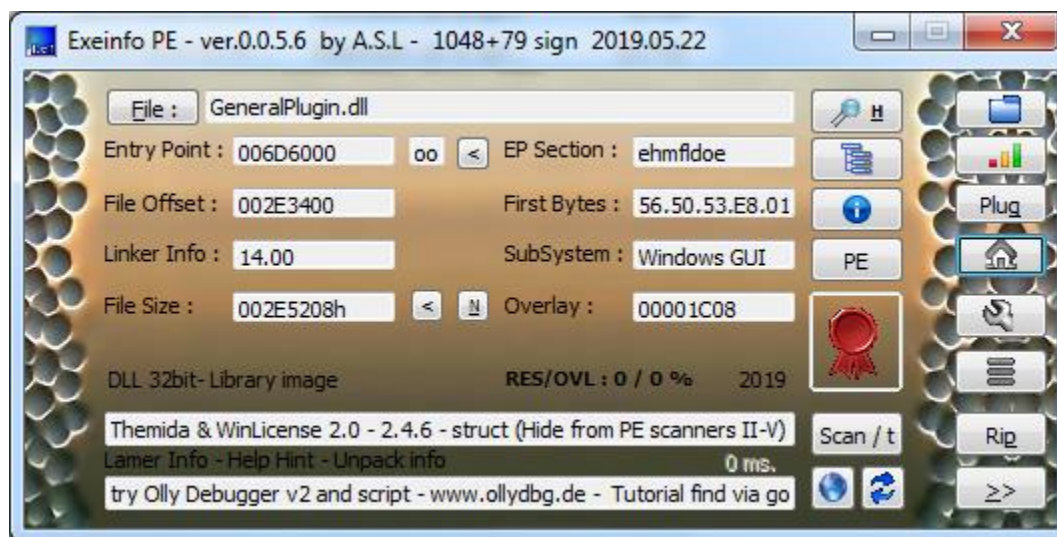 Exeinfo PE - ver.0.0.5.6 by A.S.L - 1048+79 sign 2019.05.22
File : GeneralPlugin.dll H
Entry Point : 006D6000 oo < EP Section : ehmfldoe
File Offset : 002E3400 First Bytes : 56.50.53.E8.01 Plug
Linker Info : 14.00 SubSystem : Windows GUI PE
File Size : 002E5208h < N Overlay : 00001C08
DLL 32bit- Library image RES/OVL : 0 / 0 % 2019
Themida & WinLicense 2.0 - 2.4.6 - struct (Hide from PE scanners II-V) Scan / t Rip
Lamer Info - Help Hint - Unpack info 0 ms.
try Olly Debugger v2 and script - www.ollydbg.de - Tutorial find via go >>